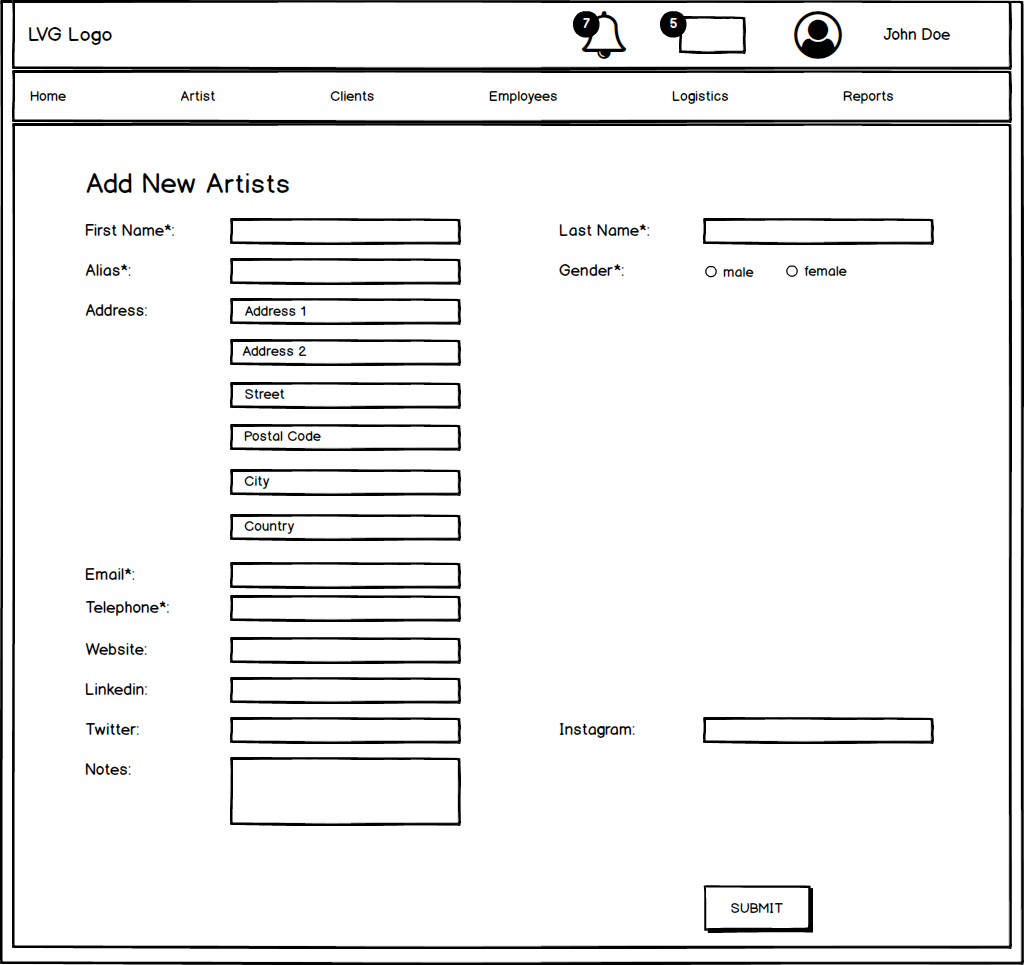 LVG Logo 7 5 John Doe
Home Artist Clients Employees Logistics Reports
Add New Artists
First Name*: Last Name*:
Alias*: Gender*: male female
Address: Address 1
Address 2
Street
Postal Code
City
Country
Email*:
Telephone*:
Website:
Linkedin:
Twitter: Instagram:
Notes:
SUBMIT